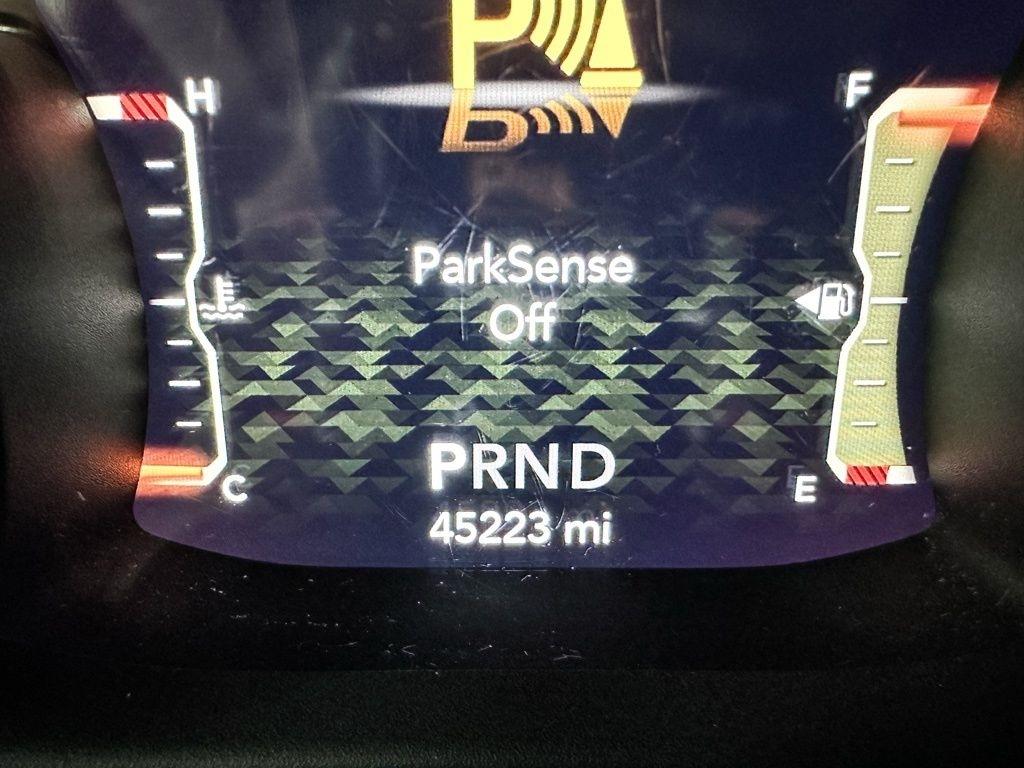 P
H
F
ParkSense
Off
PRND
C
E
45223 mi